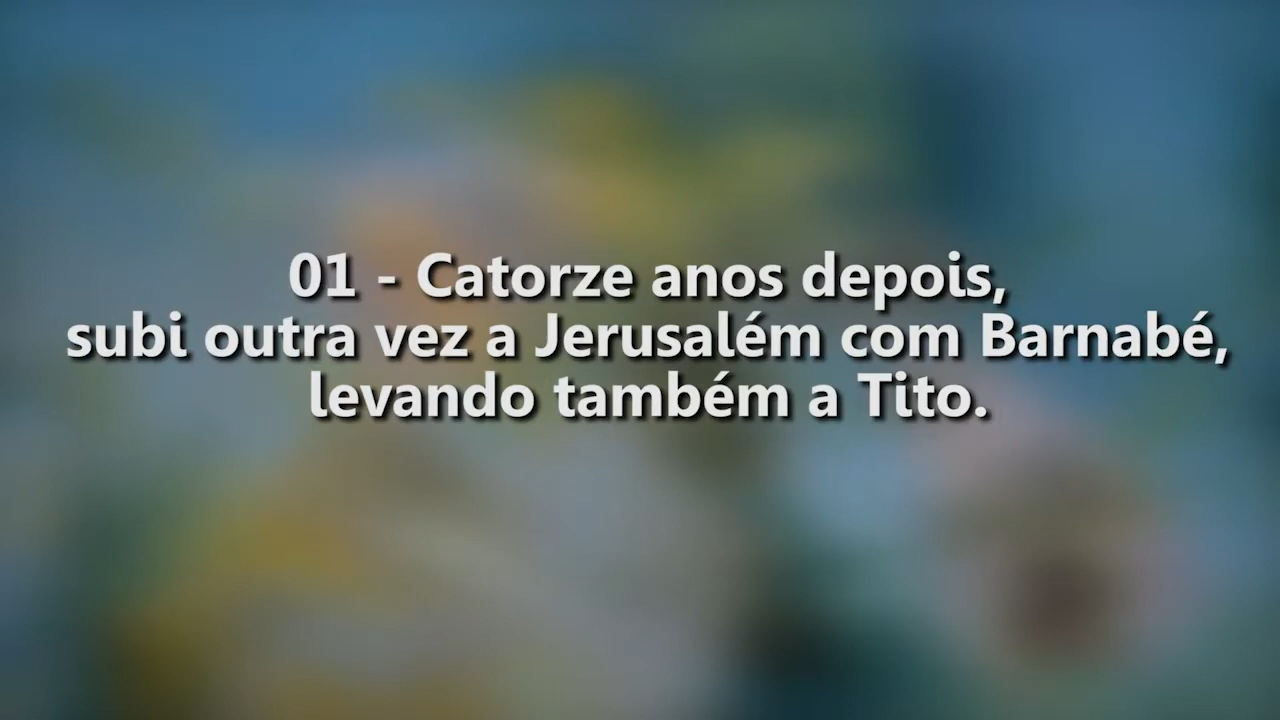 01 - Catorze anos depois,
subi outra vez a Jerusalém com Barnabé,
levando também a Tito.